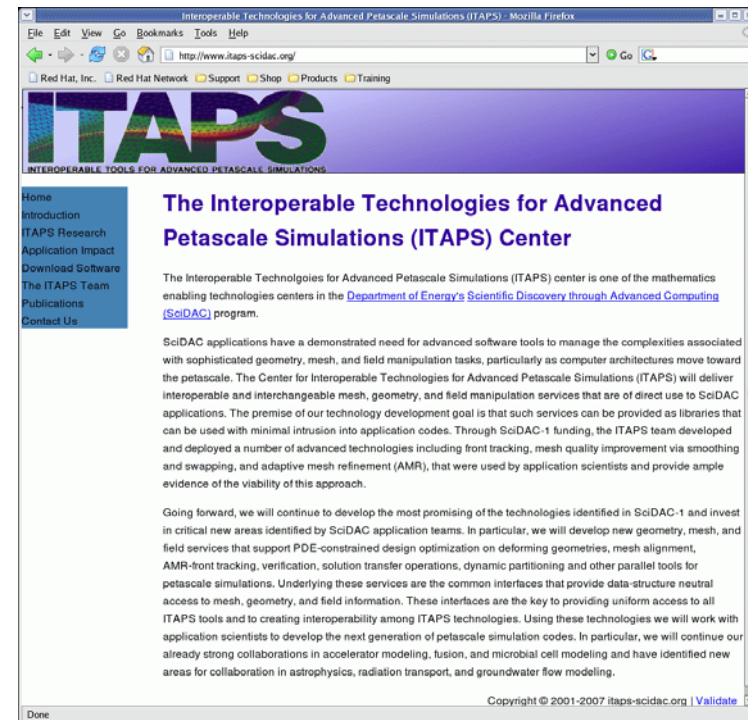 Interoperable Technologies for Advanced Petascale Simulations (ITAPS) - Mozilla Firefox
File Edit View Go Bookmarks Tools Help
http://www.itaps-scidac.org/ Go
Red Hat, Inc. Red Hat Network Support Shop Products Training
ITAPS
INTEROPERABLE TOOLS FOR ADVANCED PETASCALE SIMULATIONS
Home
Introduction
ITAPS Research
Application Impact
Download Software
The ITAPS Team
Publications
Contact Us
The Interoperable Technologies for Advanced
Petascale Simulations (ITAPS) Center
The Interoperable Technolgoies for Advanced Petascale Simulations (ITAPS) center is one of the mathematics
enabling technologies centers in the Department of Energy's Scientific Discovery through Advanced Computing
(SciDAC) program.
SciDAC applications have a demonstrated need for advanced software tools to manage the complexities associated
with sophisticated geometry, mesh, and field manipulation tasks, particularly as computer architectures move toward
the petascale. The Center for Interoperable Technologies for Advanced Petascale Simulations (ITAPS) will deliver
interoperable and interchangeable mesh, geometry, and field manipulation services that are of direct use to SciDAC
applications. The premise of our technology development goal is that such services can be provided as libraries that
can be used with minimal intrusion into application codes. Through SciDAC-1 funding, the ITAPS team developed
and deployed a number of advanced technologies including front tracking, mesh quality improvement via smoothing
and swapping, and adaptive mesh refinement (AMR), that were used by application scientists and provide ample
evidence of the viability of this approach.
Going forward, we will continue to develop the most promising of the technologies identified in SciDAC-1 and invest
in critical new areas identified by SciDAC application teams. In particular, we will develop new geometry, mesh, and
field services that support PDE-constrained design optimization on deforming geometries, mesh alignment,
AMR-front tracking, verification, solution transfer operations, dynamic partitioning and other parallel tools for
petascale simulations. Underlying these services are the common interfaces that provide data-structure neutral
access to mesh, geometry, and field information. These interfaces are the key to providing uniform access to all
ITAPS tools and to creating interoperability among ITAPS technologies. Using these technologies we will work with
application scientists to develop the next generation of petascale simulation codes. In particular, we will continue our
already strong collaborations in accelerator modeling, fusion, and microbial cell modeling and have identified new
areas for collaboration in astrophysics, radiation transport, and groundwater flow modeling.
Copyright © 2001-2007 itaps-scidac.org | Validate
Done